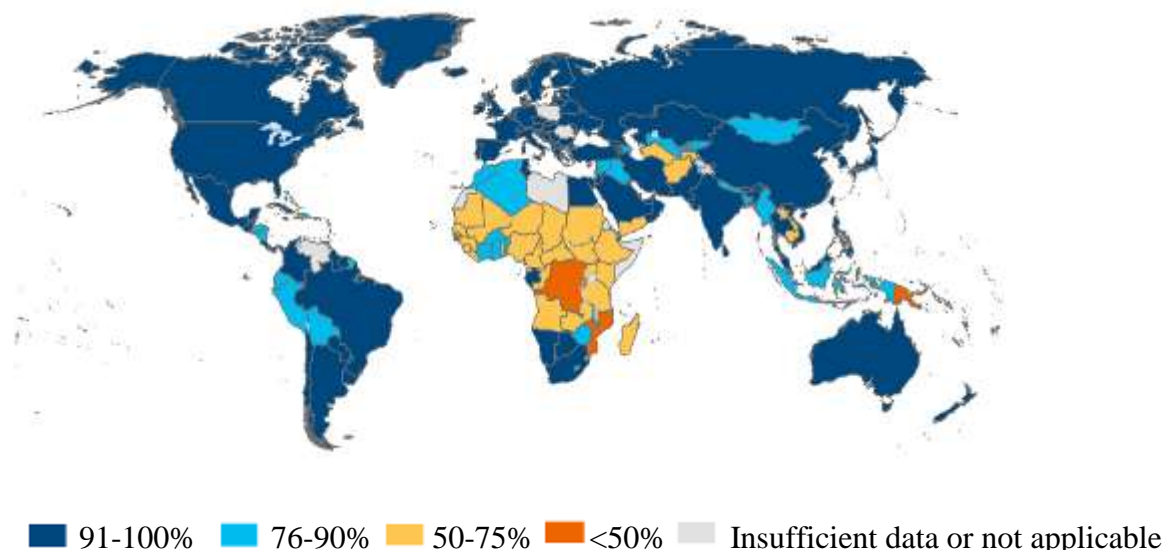 91-100% 76-90% 50-75% <50% Insufficient data or not applicable